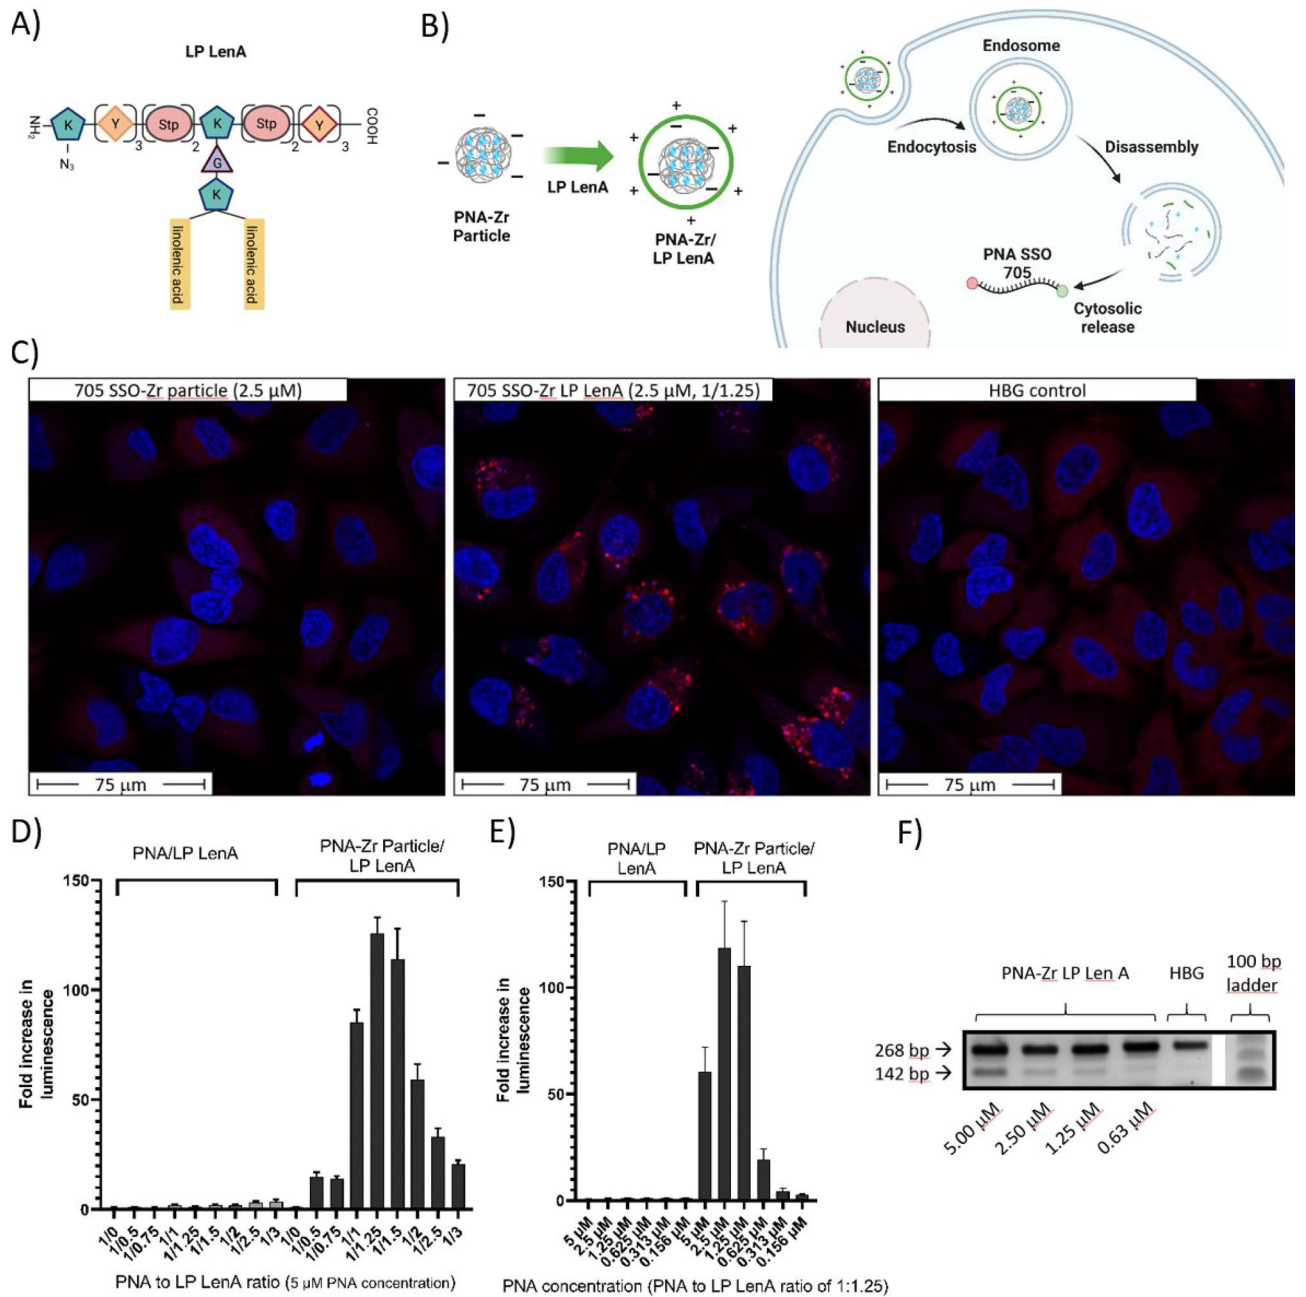 A)
LP LenA
NH2
K
Y
3
Stp
2
K
Stp
2
Y
3
COOH
N3
G
K
linolenic acid
linolenic acid
B)
PNA-Zr
Particle
LP LenA
PNA-Zr/
LP LenA
Endosome
Endocytosis
Disassembly
PNA SSO
705
Cytosolic
release
Nucleus
C)
705 SSO-Zr particle (2.5 µM)
705 SSO-Zr LP LenA (2.5 µM, 1/1.25)
HBG control
75 µm
75 µm
75 µm
D)
PNA/LP LenA
PNA-Zr Particle/
LP LenA
Fold increase in
luminescence
150
100
50
0
1/0
1/0.5
1/0.75
1/1
1/1.25
1/1.5
1/2
1/2.5
1/3
1/0
1/0.5
1/0.75
1/1
1/1.25
1/1.5
1/2
1/2.5
1/3
PNA to LP LenA ratio (5 µM PNA concentration)
E)
PNA/LP
LenA
PNA-Zr Particle/
LP LenA
Fold increase in
luminescence
150
100
50
0
5 µM
2.5 µM
1.25 µM
0.625 µM
0.313 µM
0.156 µM
5 µM
2.5 µM
1.25 µM
0.625 µM
0.313 µM
0.156 µM
PNA concentration (PNA to LP LenA ratio of 1:1.25)
F)
PNA-Zr LP Len A
HBG
100 bp
ladder
268 bp →
142 bp →
5.00 µM
2.50 µM
1.25 µM
0.63 µM